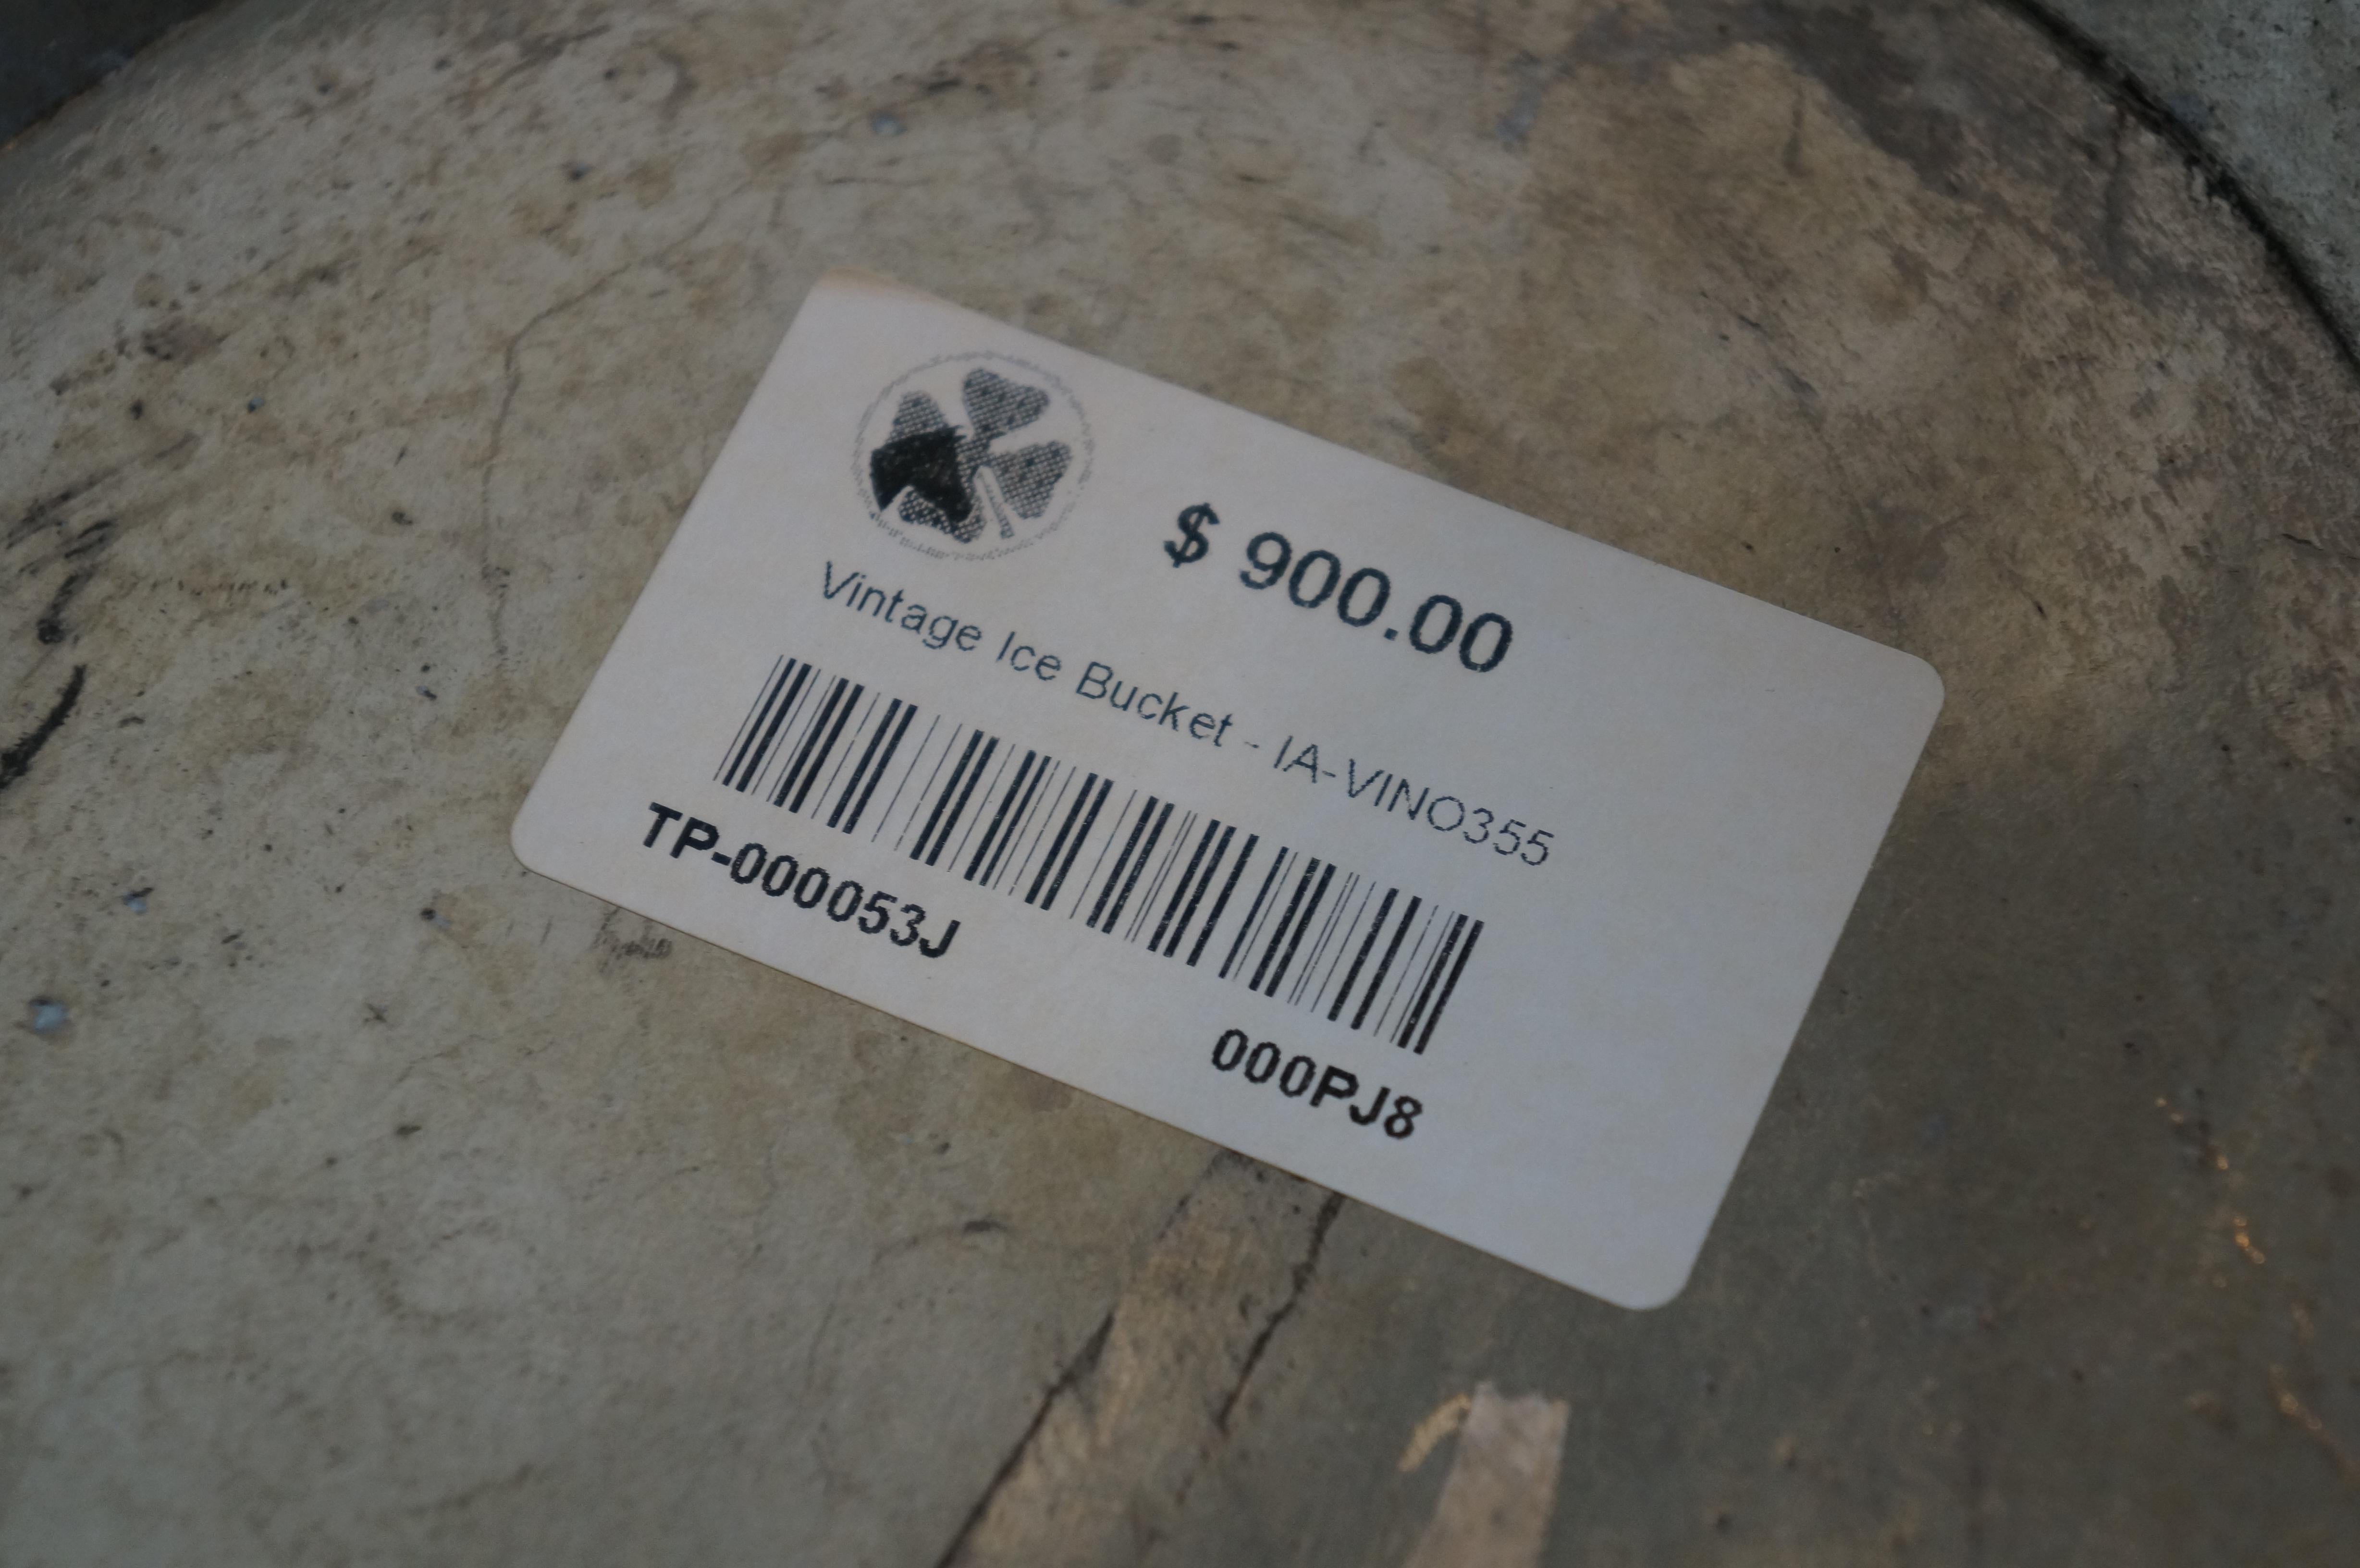 $ 900.00
Vintage Ice Bucket - IA-VINO355
TP-000053J
000PJ8